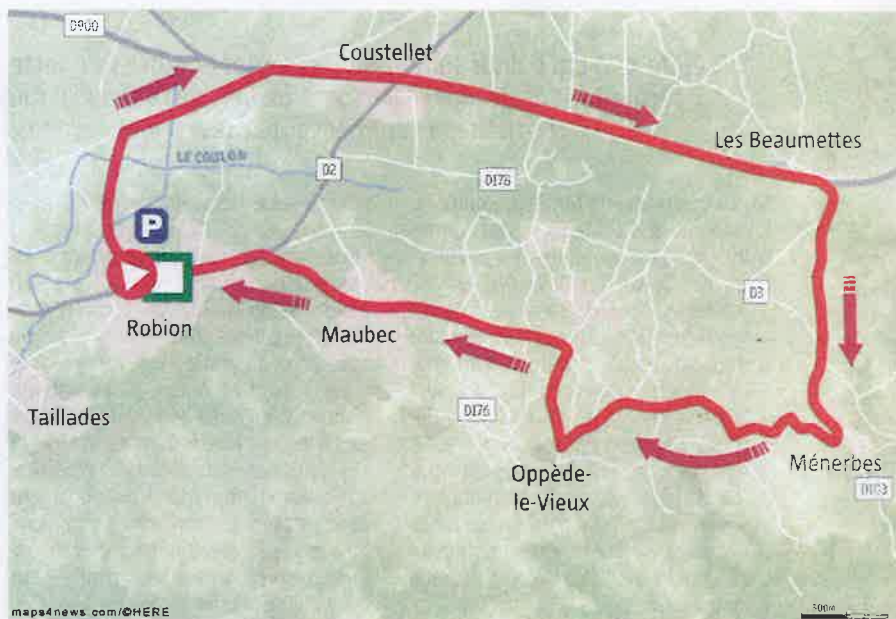 D900
Coustellet
Les Beaumettes
LE COULON
D2
D176
P
D3
Robion
Maubec
Taillades
D176
Oppède-
le-Vieux
Ménerbes
D103
maps4news.com/©HERE
500m